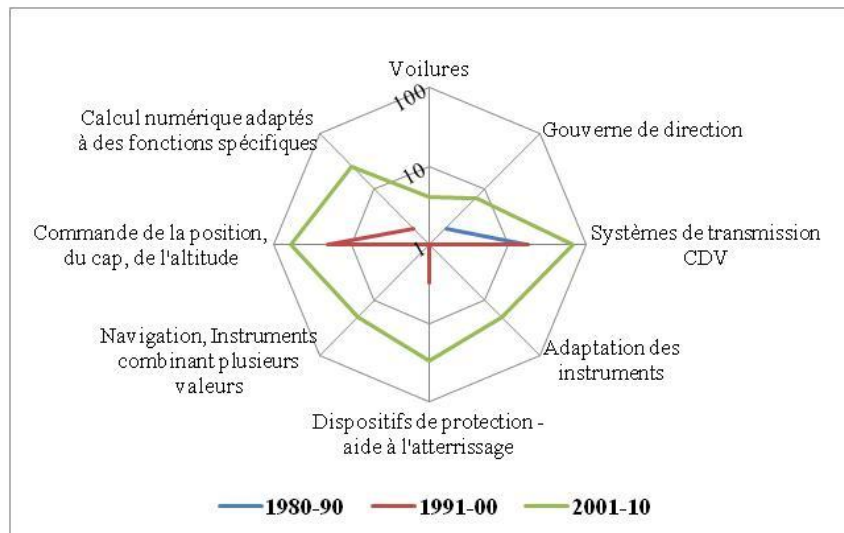 Voilures
100
Calcul numérique adaptés
à des fonctions spécifiques
Gouverne de direction
10
Commande de la position,
du cap, de l'altitude
1
Systèmes de transmission
CDV
Navigation, Instruments
combinant plusieurs
valeurs
Adaptation des
instruments
Dispositifs de protection -
aide à l'atterrissage
1980-90 1991-00 2001-10